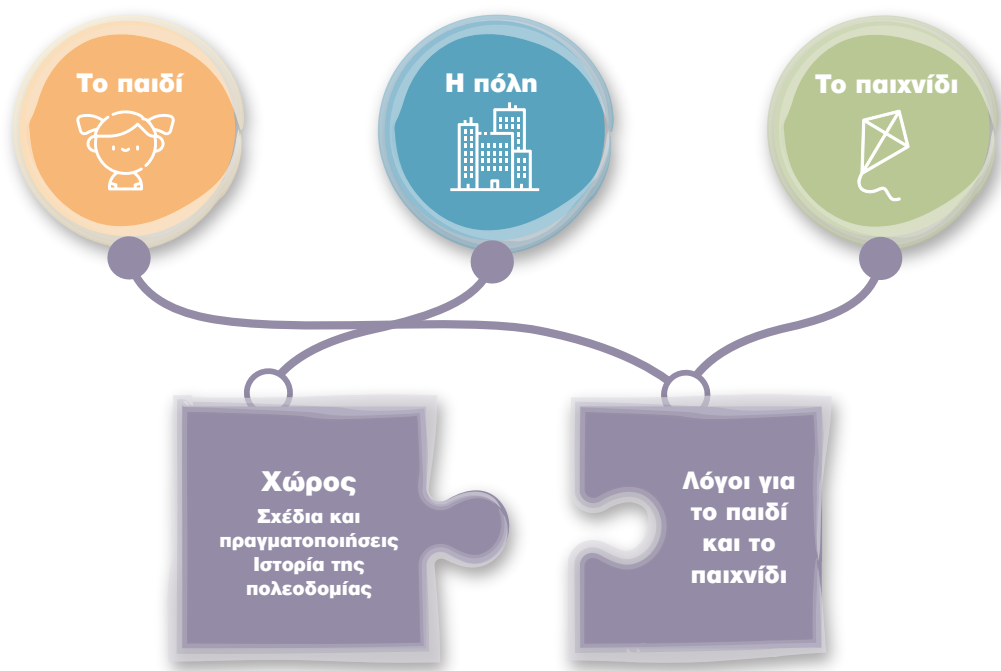 Το παιδί
Η πόλη
Το παιχνίδι
Χώρος
Σχέδια και
πραγματοποιήσεις
Ιστορία της
πολεοδομίας
Λόγοι για
το παιδί
και το
παιχνίδι